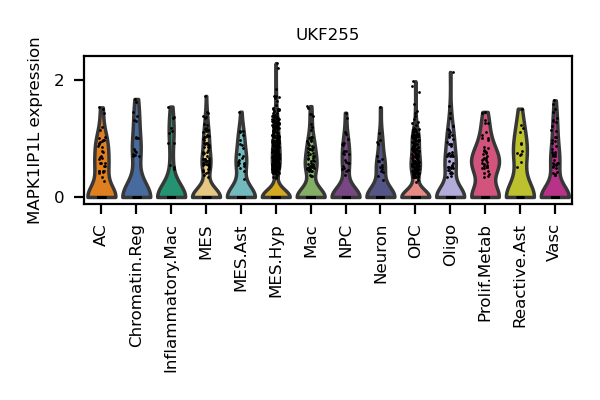 UKF255
MAPK1IP1L expression
2
0
AC
Chromatin.Reg
Inflammatory.Mac
MES
MES.Ast
MES.Hyp
Mac
NPC
Neuron
OPC
Oligo
Prolif.Metab
Reactive.Ast
Vasc